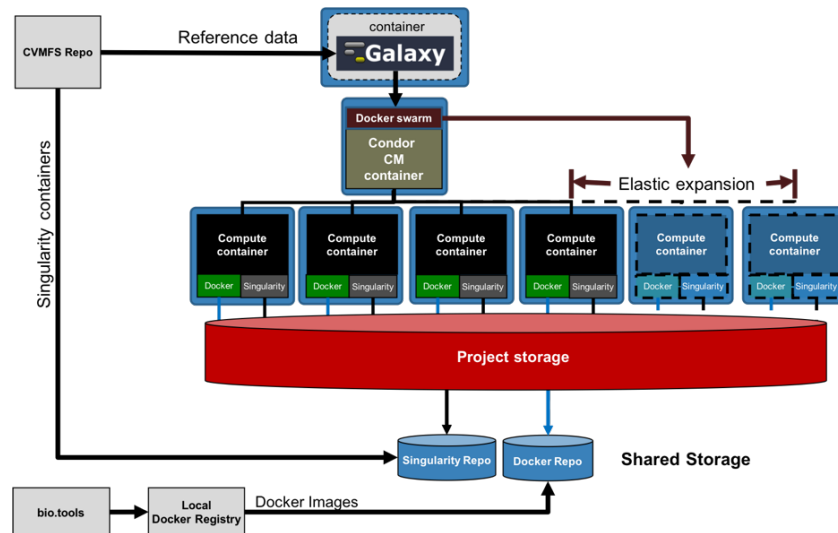 CVMFS Repo
Reference data
container
Galaxy
Docker swarm
Condor
CM
container
Elastic expansion
Singularity containers
Compute
container
Docker
Singularity
Compute
container
Docker
Singularity
Compute
container
Docker
Singularity
Compute
container
Docker
Singularity
Compute
container
Docker
Singularity
Compute
container
Docker
Singularity
Project storage
Singularity Repo
Docker Repo
Shared Storage
bio.tools
Local
Docker Registry
Docker Images